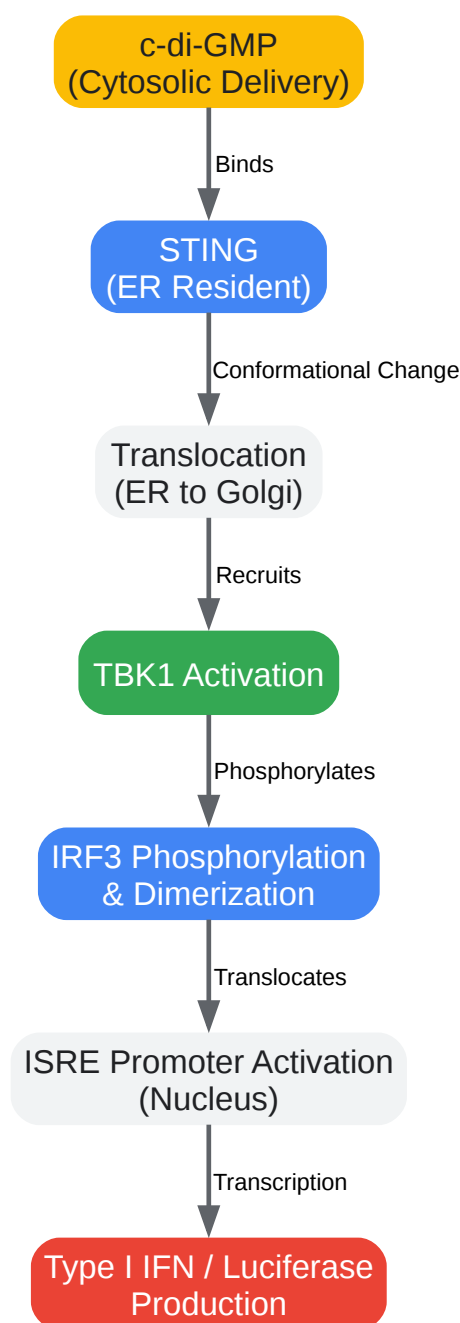 c-di-GMP
(Cytosolic Delivery)
Binds
STING
(ER Resident)
Conformational Change
Translocation
(ER to Golgi)
Recruits
TBK1 Activation
Phosphorylates
IRF3 Phosphorylation
& Dimerization
Translocates
ISRE Promoter Activation
(Nucleus)
Transcription
Type I IFN / Luciferase
Production